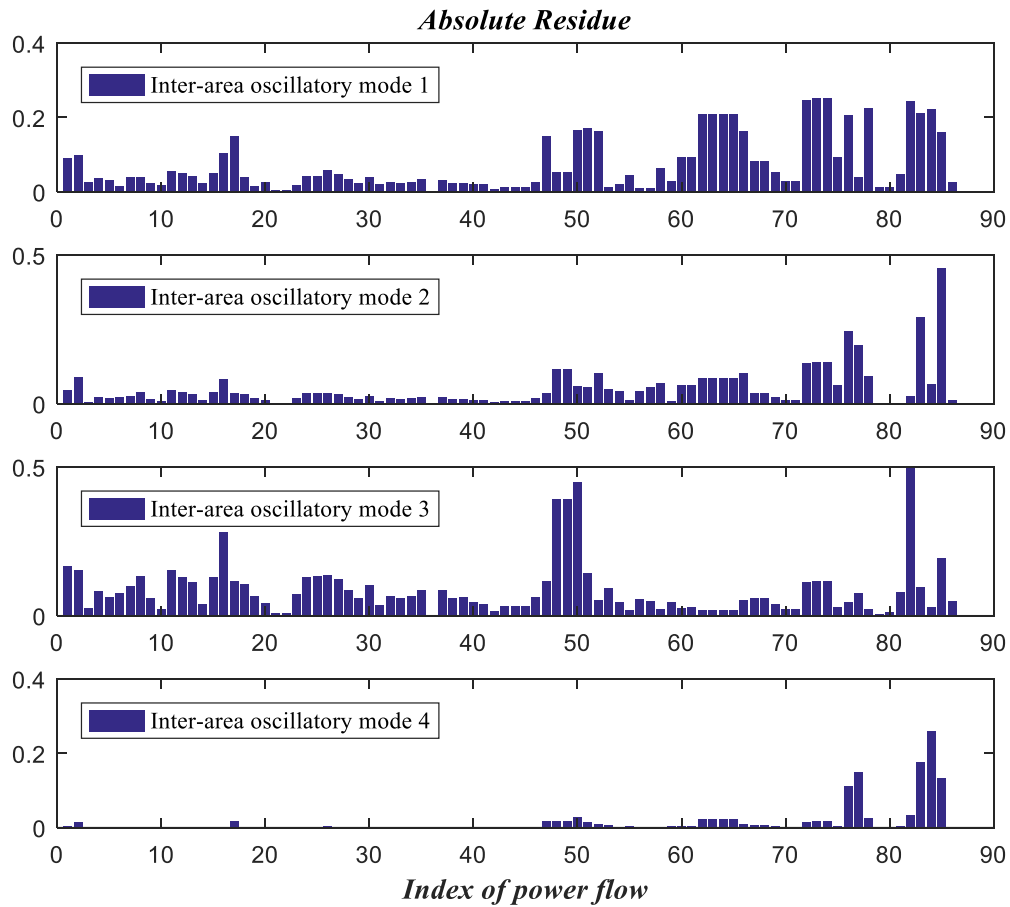 Absolute Residue
0.4
0.2
0
Inter-area oscillatory mode 1
0 10 20 30 40 50 60 70 80 90
0.5
0
Inter-area oscillatory mode 2
0 10 20 30 40 50 60 70 80 90
0.5
0
Inter-area oscillatory mode 3
0 10 20 30 40 50 60 70 80 90
0.4
0.2
0
Inter-area oscillatory mode 4
0 10 20 30 40 50 60 70 80 90
Index of power flow